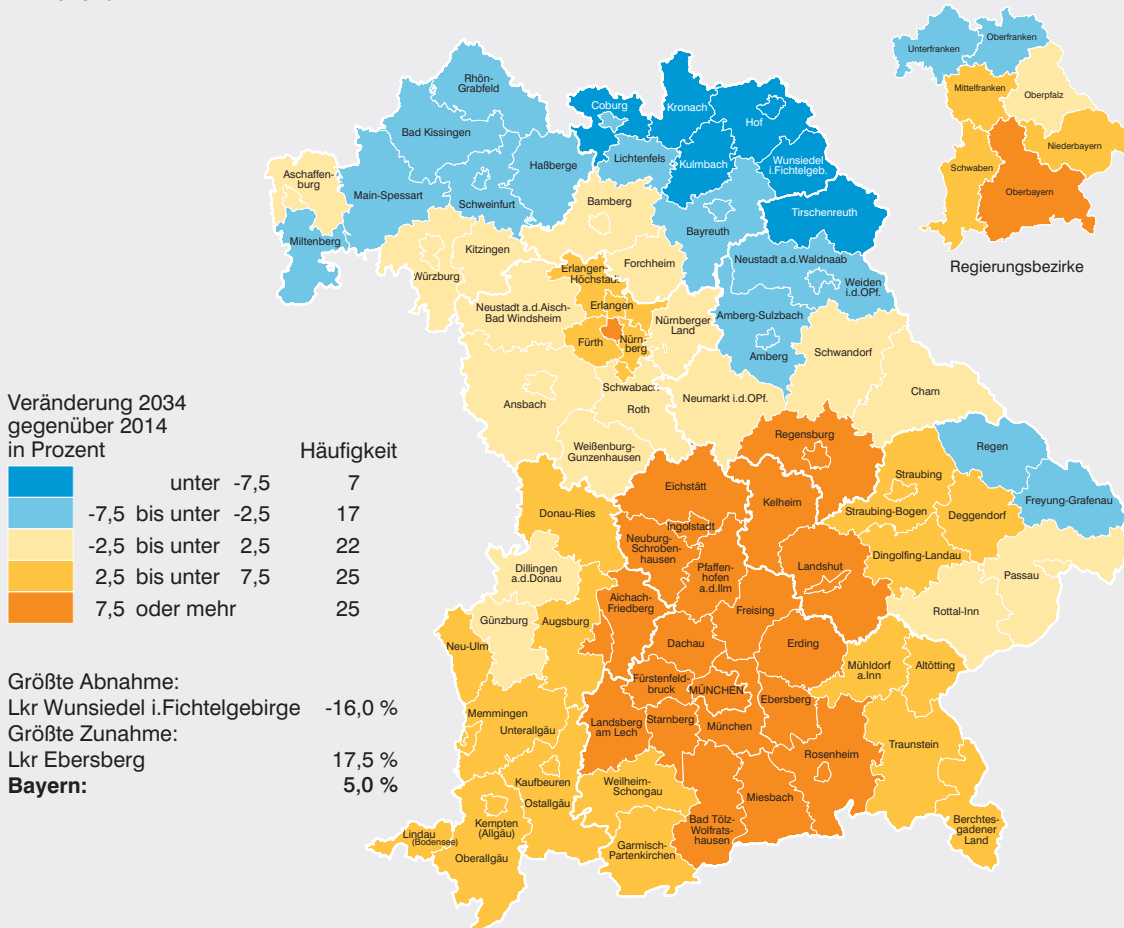 Unterfranken
Oberfranken
Mittelfranken
Oberpfalz
Niederbayern
Schwaben
Oberbayern
Regierungsbezirke
Rhön-
Grabfeld
Coburg
Kronach
Hof
Bad Kissingen
Lichtenfels
Kulmbach
Wunsiedel
i.Fichtelgeb.
Haßberge
Aschaffen-
burg
Main-Spessart
Schweinfurt
Bamberg
Tirschenreuth
Miltenberg
Bayreuth
Kitzingen
Würzburg
Forchheim
Neustadt a.d.Waldnaab
Erlangen-
Höchstadt
Weiden
i.d.OPf.
Neustadt a.d.Aisch-
Bad Windsheim
Erlangen
Nürnberger
Land
Amberg-Sulzbach
Fürth
Nürn-
berg
Amberg
Schwandorf
Schwabach
Ansbach
Roth
Neumarkt i.d.OPf.
Cham
Weißenburg-
Gunzenhausen
Regensburg
Regen
Straubing
Eichstätt
Kelheim
Freyung-Grafenau
Donau-Ries
Straubing-Bogen
Deggendorf
Ingolstadt
Neuburg-
Schroben-
hausen
Dingolfing-Landau
Dillingen
a.d.Donau
Pfaffen-
hofen
a.d.Ilm
Landshut
Passau
Aichach-
Friedberg
Freising
Rottal-Inn
Günzburg
Augsburg
Neu-Ulm
Dachau
Erding
Mühldorf
a.Inn
Altötting
Fürstenfeld-
bruck
MÜNCHEN
Ebersberg
Memmingen
Landsberg
am Lech
Starnberg
München
Unterallgäu
Traunstein
Rosenheim
Kaufbeuren
Weilheim-
Schongau
Miesbach
Ostallgäu
Bad Tölz-
Wolfrats-
hausen
Kempten
(Allgäu)
Berchtes-
gadener
Land
Lindau
(Bodensee)
Garmisch-
Partenkirchen
Oberallgäu
Veränderung 2034
gegenüber 2014
in Prozent Häufigkeit
unter -7,5 7
-7,5 bis unter -2,5 17
-2,5 bis unter 2,5 22
2,5 bis unter 7,5 25
7,5 oder mehr 25
Größte Abnahme:
Lkr Wunsiedel i.Fichtelgebirge -16,0 %
Größte Zunahme:
Lkr Ebersberg 17,5 %
Bayern: 5,0 %